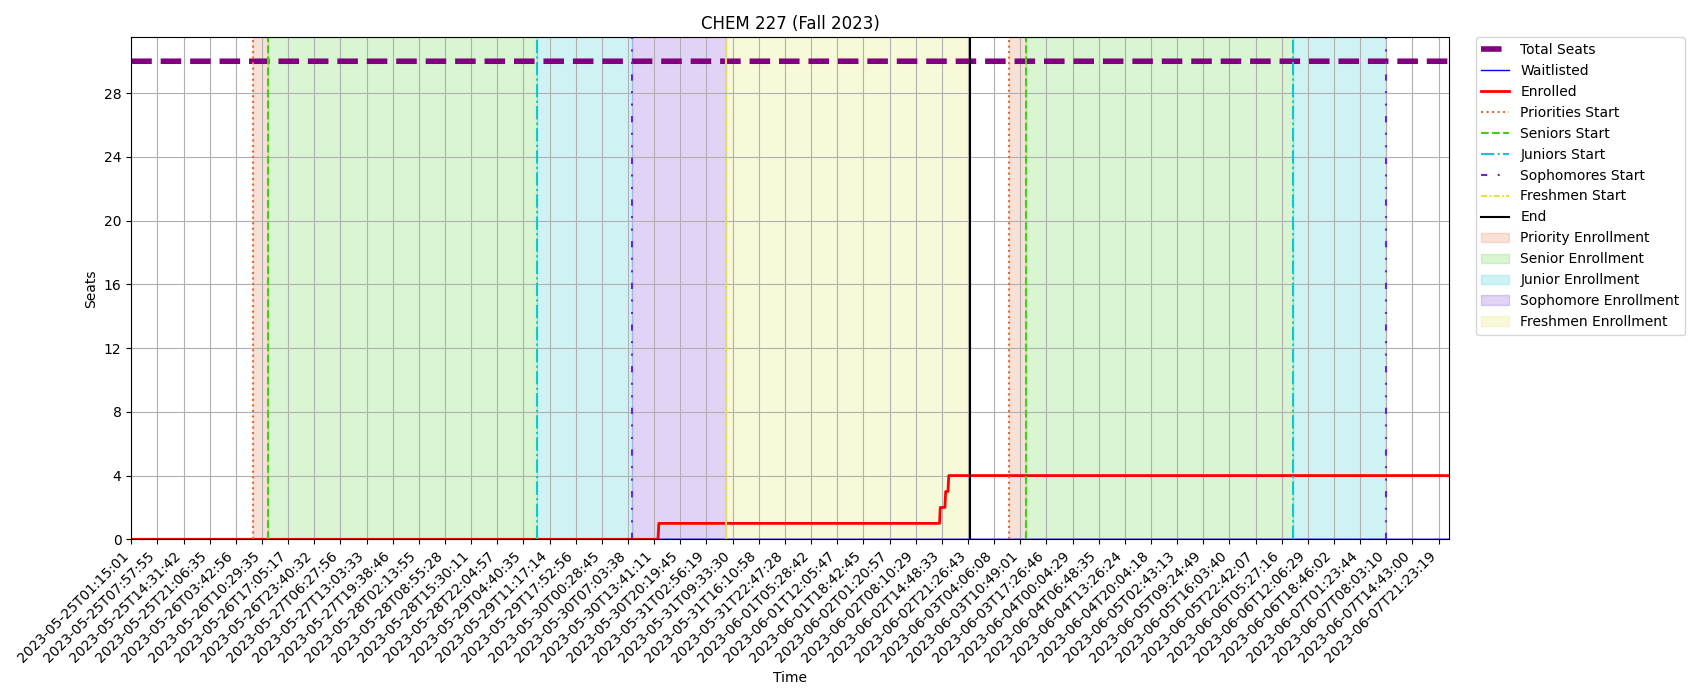 CHEM 227 (Fall 2023)
Seats
28
24
20
16
12
8
4
0
2023-05-25T01:15:01
2023-05-25T07:57:55
2023-05-25T14:31:42
2023-05-25T21:06:35
2023-05-26T03:42:56
2023-05-26T10:29:35
2023-05-26T17:05:17
2023-05-26T23:40:32
2023-05-27T06:27:56
2023-05-27T13:03:33
2023-05-27T19:38:46
2023-05-28T02:13:55
2023-05-28T08:55:28
2023-05-28T15:30:11
2023-05-28T22:04:57
2023-05-29T04:40:35
2023-05-29T11:17:14
2023-05-29T17:52:56
2023-05-30T00:28:45
2023-05-30T07:03:38
2023-05-30T13:41:11
2023-05-30T20:19:45
2023-05-31T02:56:19
2023-05-31T09:33:30
2023-05-31T16:10:58
2023-05-31T22:47:28
2023-06-01T05:28:42
2023-06-01T12:05:47
2023-06-01T18:42:45
2023-06-02T01:20:57
2023-06-02T08:10:29
2023-06-02T14:48:33
2023-06-02T21:26:43
2023-06-03T04:06:08
2023-06-03T10:49:01
2023-06-03T17:26:46
2023-06-04T00:04:29
2023-06-04T06:48:35
2023-06-04T13:26:24
2023-06-04T20:04:18
2023-06-05T02:43:13
2023-06-05T09:24:49
2023-06-05T16:03:40
2023-06-05T22:42:07
2023-06-06T05:27:16
2023-06-06T12:06:29
2023-06-06T18:46:02
2023-06-07T01:23:44
2023-06-07T08:03:10
2023-06-07T14:43:00
2023-06-07T21:23:19
Time
Total Seats
Waitlisted
Enrolled
Priorities Start
Seniors Start
Juniors Start
Sophomores Start
Freshmen Start
End
Priority Enrollment
Senior Enrollment
Junior Enrollment
Sophomore Enrollment
Freshmen Enrollment